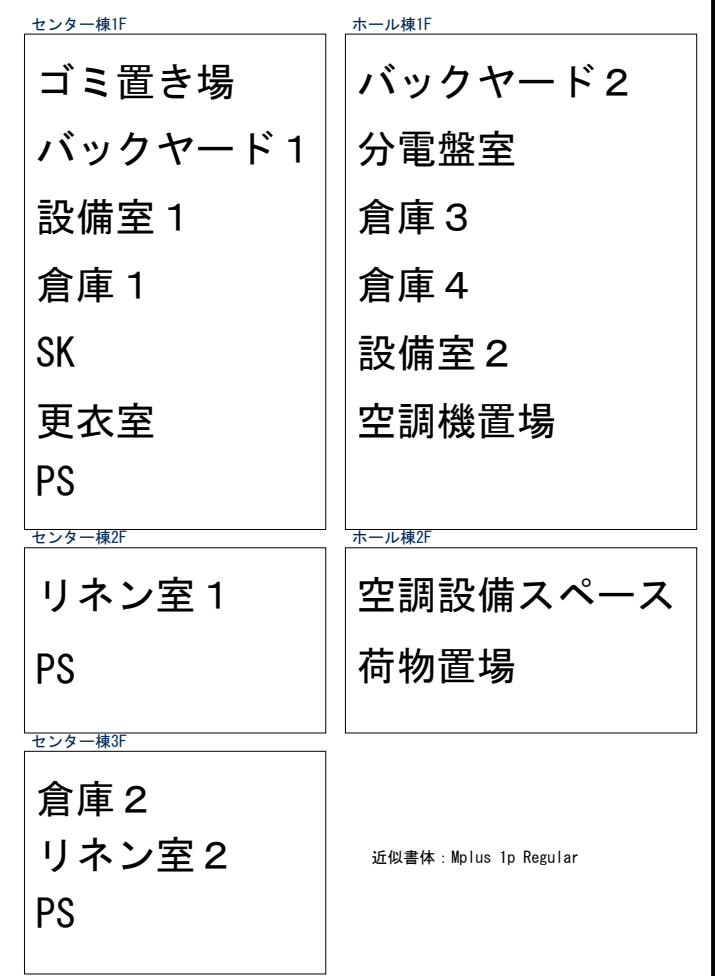 センター棟1F
ゴミ置き場
バックヤード１
設備室１
倉庫１
SK
更衣室
PS
ホール棟1F
バックヤード２
分電盤室
倉庫３
倉庫４
設備室２
空調機置場
センター棟2F
リネン室１
PS
ホール棟2F
空調設備スペース
荷物置場
センター棟3F
倉庫２
リネン室２
PS
近似書体：Mplus 1p Regular